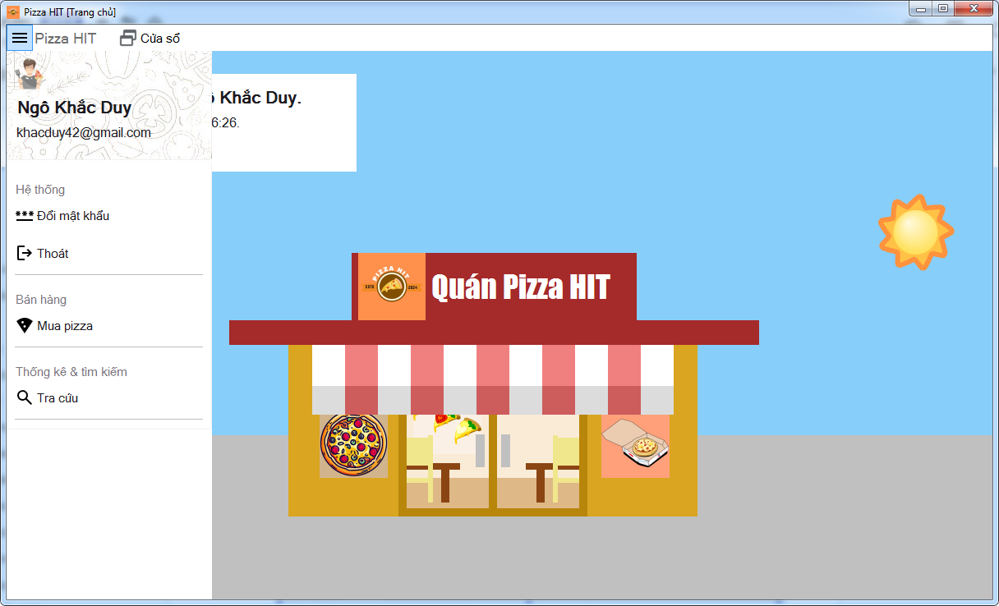 Pizza HIT [Trang chủ]
Pizza HIT
Cửa sổ
Ngô Khắc Duy
khacduy42@gmail.com
Khắc Duy.
6:26.
Hệ thống
Đổi mật khẩu
Thoát
Bán hàng
Mua pizza
Thống kê & tìm kiếm
Tra cứu
PIZZA HIT
ESTD 2024
Quán Pizza HIT